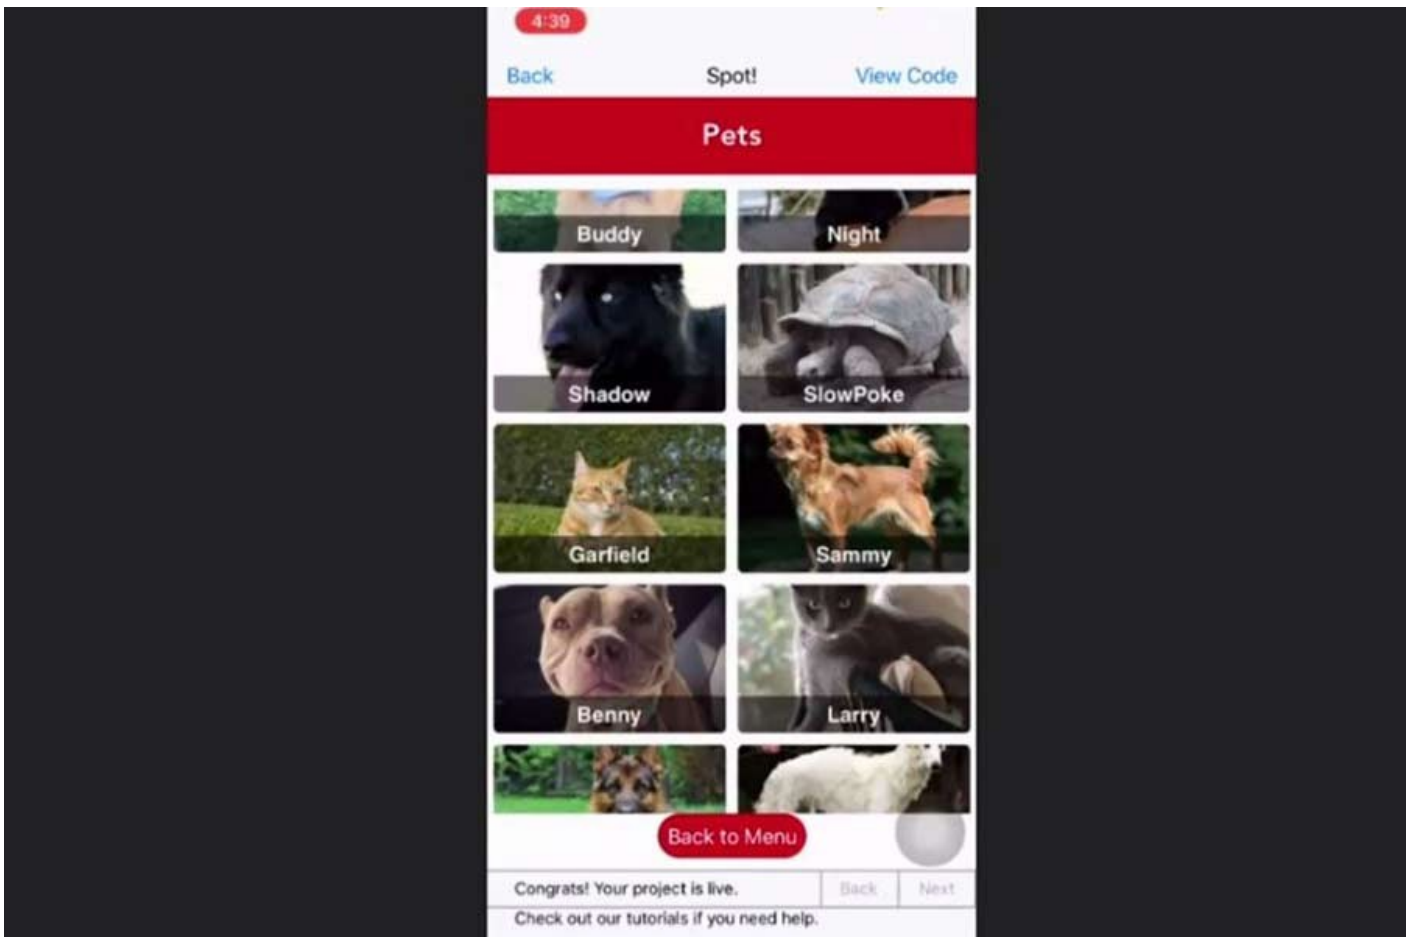 4:39
Back Spot! View Code
Pets
Buddy Night
Shadow SlowPoke
Garfield Sammy
Benny Larry
Back to Menu
Congrats! Your project is live. Back Next
Check out our tutorials if you need help.